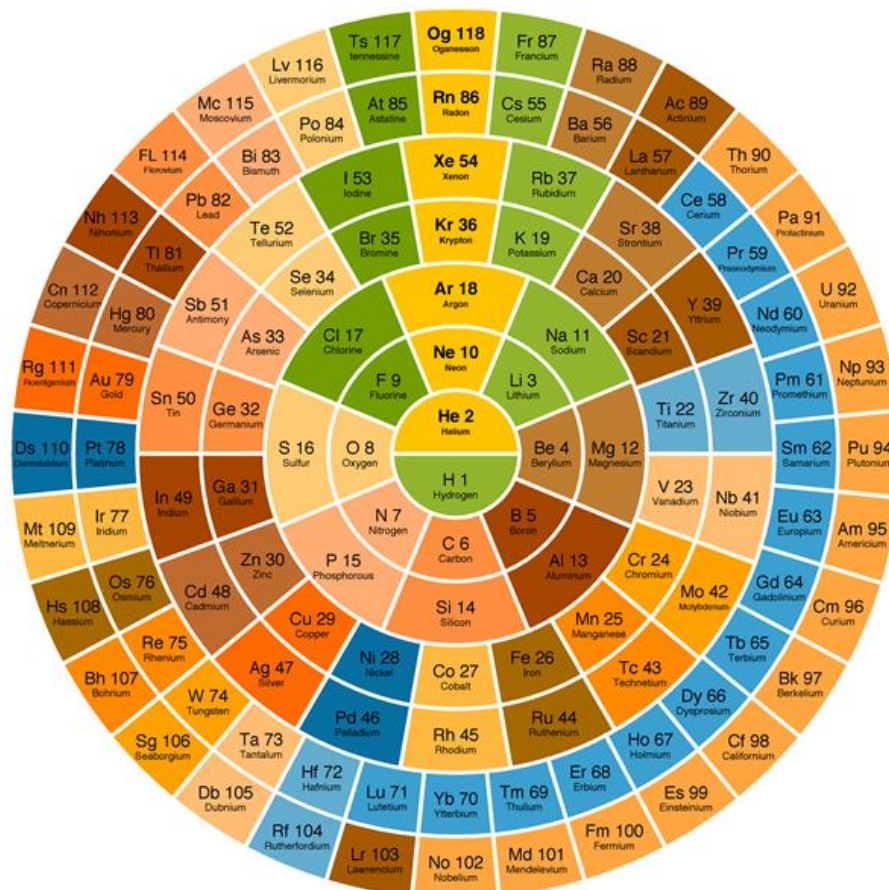 H 1
Hydrogen
He 2
Helium
Li 3
Lithium
Be 4
Berylium
B 5
Boron
C 6
Carbon
N 7
Nitrogen
O 8
Oxygen
F 9
Fluorine
Ne 10
Neon
Na 11
Sodium
Mg 12
Magnesium
Al 13
Aluminum
Si 14
Silicon
P 15
Phosphorous
S 16
Sulfur
Cl 17
Chlorine
Ar 18
Argon
K 19
Potassium
Ca 20
Calcium
Sc 21
Scandium
Ti 22
Titanium
V 23
Vanadium
Cr 24
Chromium
Mn 25
Manganese
Fe 26
Iron
Co 27
Cobalt
Ni 28
Nickel
Cu 29
Copper
Zn 30
Zinc
Ga 31
Gallium
Ge 32
Germanium
As 33
Arsenic
Se 34
Selenium
Br 35
Bromine
Kr 36
Krypton
Rb 37
Rubidium
Sr 38
Strontium
Y 39
Yttrium
Zr 40
Zirconium
Nb 41
Niobium
Mo 42
Molybdenum
Tc 43
Technetium
Ru 44
Ruthenium
Rh 45
Rhodium
Pd 46
Palladium
Ag 47
Silver
Cd 48
Cadmium
In 49
Indium
Sn 50
Tin
Sb 51
Antimony
Te 52
Tellurium
I 53
Iodine
Xe 54
Xenon
Cs 55
Cesium
Ba 56
Barium
La 57
Lanthanum
Ce 58
Cerium
Pr 59
Praseodymium
Nd 60
Neodymium
Pm 61
Promethium
Sm 62
Samarium
Eu 63
Europium
Gd 64
Gadolinium
Tb 65
Terbium
Dy 66
Dysprosium
Ho 67
Holmium
Er 68
Erbium
Tm 69
Thulium
Yb 70
Ytterbium
Lu 71
Lutetium
Hf 72
Hafnium
Ta 73
Tantalum
W 74
Tungsten
Re 75
Rhenium
Os 76
Osmium
Ir 77
Iridium
Pt 78
Platinum
Au 79
Gold
Hg 80
Mercury
Tl 81
Thallium
Pb 82
Lead
Bi 83
Bismuth
Po 84
Polonium
At 85
Astatine
Rn 86
Radon
Fr 87
Francium
Ra 88
Radium
Ac 89
Actinium
Th 90
Thorium
Pa 91
Protactinium
U 92
Uranium
Np 93
Neptunium
Pu 94
Plutonium
Am 95
Americium
Cm 96
Curium
Bk 97
Berkelium
Cf 98
Californium
Es 99
Einsteinium
Fm 100
Fermium
Md 101
Mendelevium
No 102
Nobelium
Lr 103
Lawrencium
Rf 104
Rutherfordium
Db 105
Dubnium
Sg 106
Seaborgium
Bh 107
Bohrium
Hs 108
Hassium
Mt 109
Meitnerium
Ds 110
Darmstadtium
Rg 111
Roentgenium
Cn 112
Copernicium
Nh 113
Nihonium
FL 114
Flerovium
Mc 115
Moscovium
Lv 116
Livermorium
Ts 117
tennessine
Og 118
Oganesson